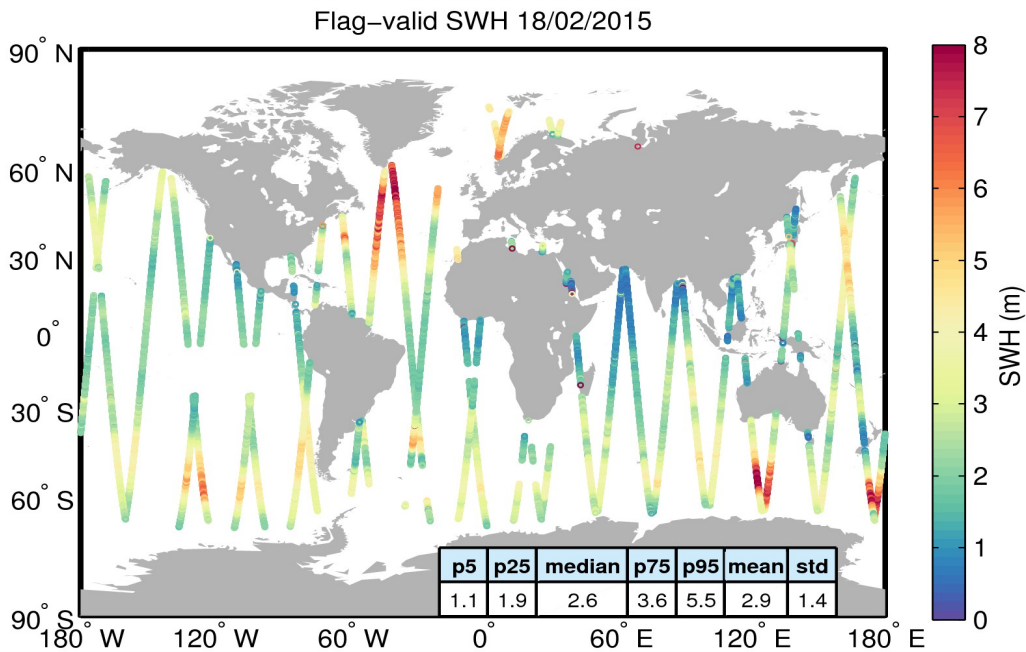 Flag−valid SWH 18/02/2015
90° N
60° N
30° N
0°
30° S
60° S
90° S
180° W
120° W
60° W
0°
60° E
120° E
180° E
p5 p25 median p75 p95 mean std
1.1 1.9 2.6 3.6 5.5 2.9 1.4
8
7
6
5
4
3
2
1
0
SWH (m)